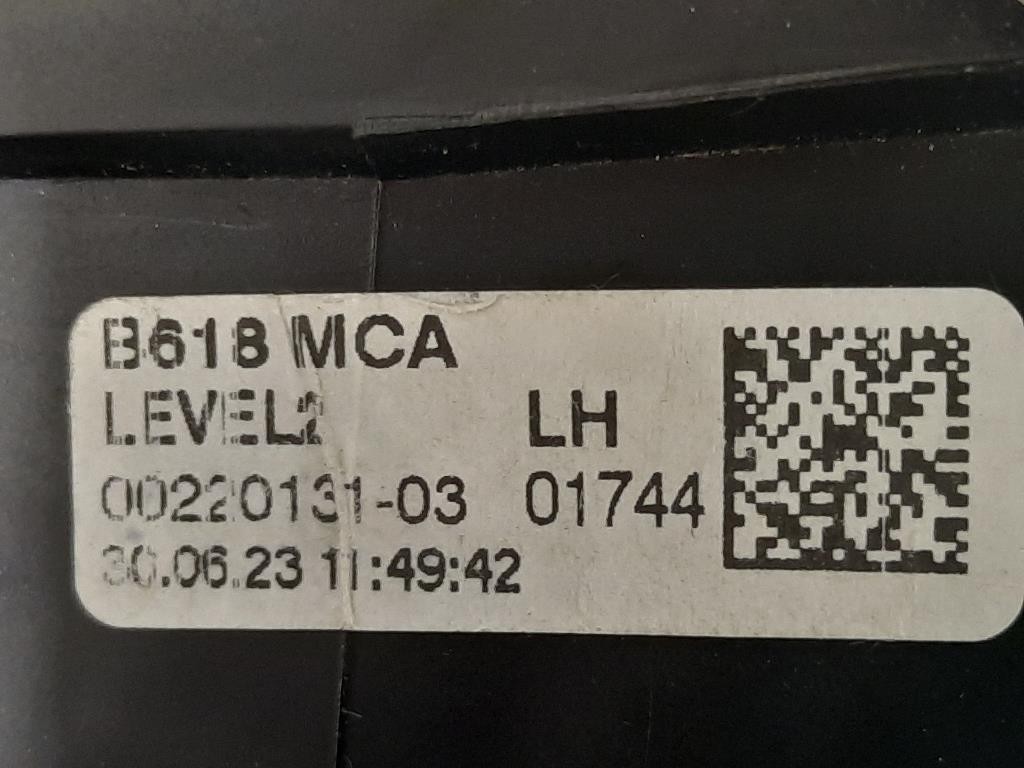 B618 MCA
LEVEL2 LH
00220131-03 01744
30.06.23 11:49:42